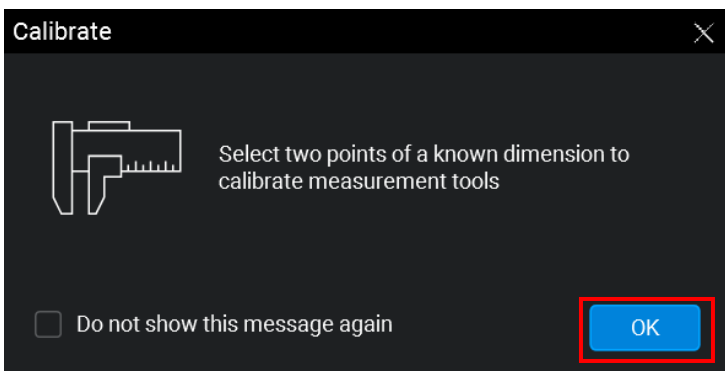 Calibrate
Select two points of a known dimension to
calibrate measurement tools
Do not show this message again
OK